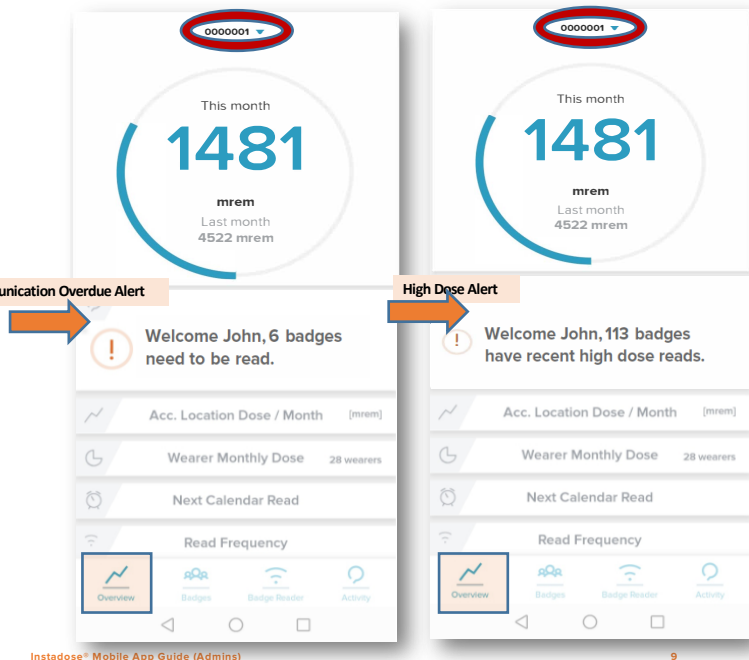 0000001
This month
1481
mrem
Last month
4522 mrem
unication Overdue Alert
Welcome John, 6 badges
need to be read.
Acc. Location Dose / Month [mrem]
Wearer Monthly Dose 28 wearers
Next Calendar Read
Read Frequency
Overview Badges Badge Reader Activity
0000001
This month
1481
mrem
Last month
4522 mrem
High Dose Alert
Welcome John, 113 badges
have recent high dose reads.
Acc. Location Dose / Month [mrem]
Wearer Monthly Dose 28 wearers
Next Calendar Read
Read Frequency
Overview Badges Badge Reader Activity
Instadose® Mobile App Guide (Admins) 9